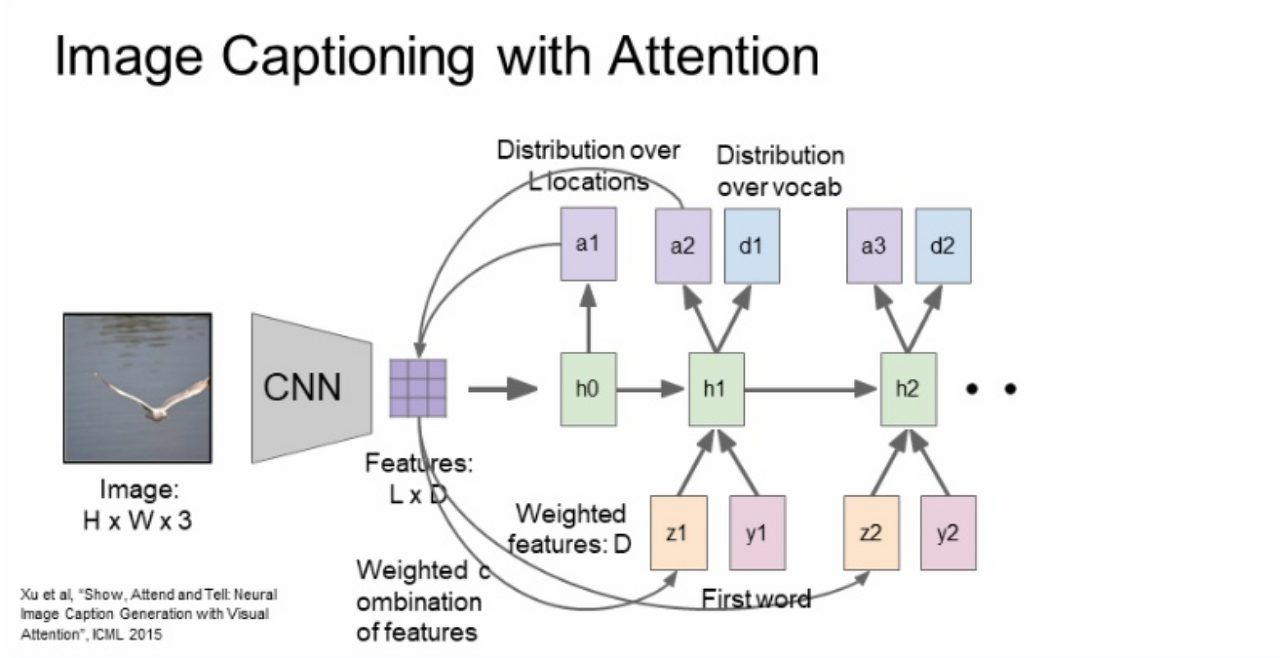 Image Captioning with Attention
Distribution over
L locations
Distribution
over vocab
a1
a2
d1
a3
d2
CNN
h0
h1
h2
Features:
L x D
Image:
H x W x 3
Weighted
features: D
z1
y1
z2
y2
Weighted c
ombination
of features
First word
Xu et al, “Show, Attend and Tell: Neural
Image Caption Generation with Visual
Attention”, ICML 2015